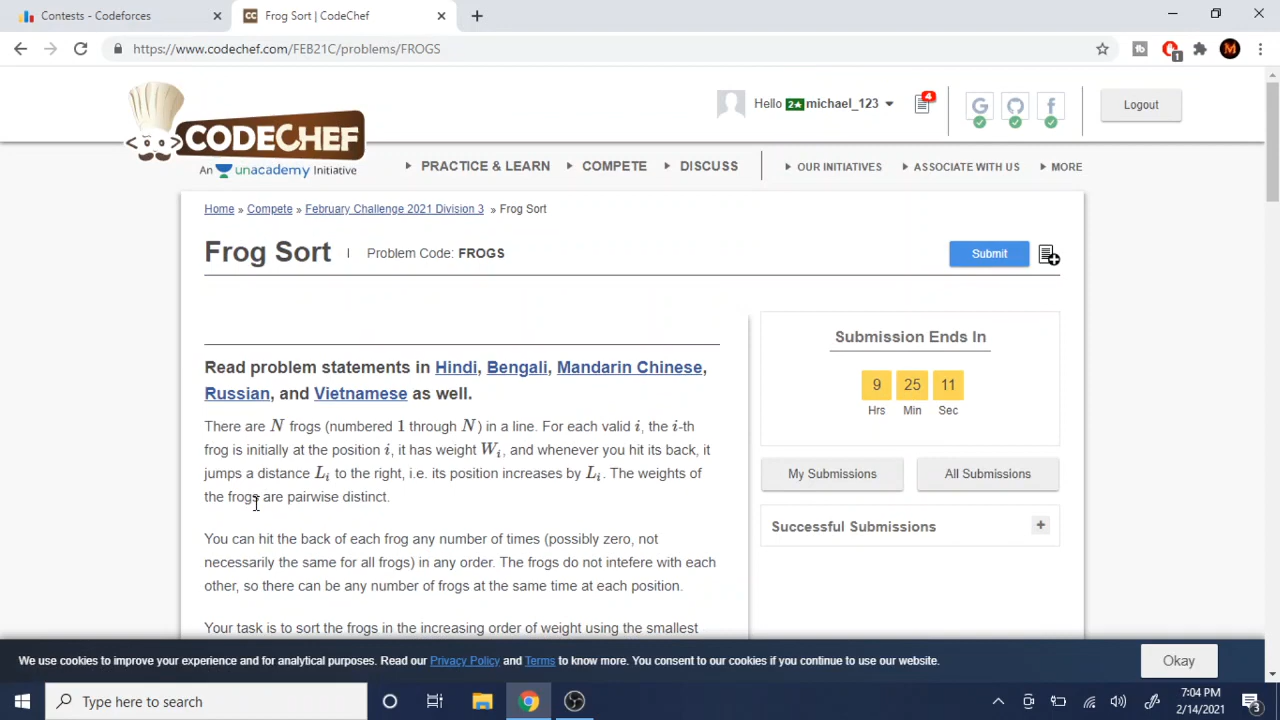 Contests - Codeforces
Frog Sort | CodeChef
https://www.codechef.com/FEB21C/problems/FROGS
1
M
CODECHEF
An unacademy Initiative
Hello 2★ michael_123
4
Logout
PRACTICE & LEARN COMPETE DISCUSS OUR INITIATIVES ASSOCIATE WITH US MORE
Home » Compete » February Challenge 2021 Division 3 » Frog Sort
Frog Sort | Problem Code: FROGS
Submit
Read problem statements in Hindi, Bengali, Mandarin Chinese,
Russian, and Vietnamese as well.
There are N frogs (numbered 1 through N) in a line. For each valid i, the i-th
frog is initially at the position i, it has weight Wi, and whenever you hit its back, it
jumps a distance Li to the right, i.e. its position increases by Li. The weights of
the frogs are pairwise distinct.
You can hit the back of each frog any number of times (possibly zero, not
necessarily the same for all frogs) in any order. The frogs do not intefere with each
other, so there can be any number of frogs at the same time at each position.
Your task is to sort the frogs in the increasing order of weight using the smallest
Submission Ends In
9 25 11
Hrs Min Sec
My Submissions All Submissions
Successful Submissions +
We use cookies to improve your experience and for analytical purposes. Read our Privacy Policy and Terms to know more. You consent to our cookies if you continue to use our website.
Okay
Type here to search
7:04 PM
2/14/2021
3